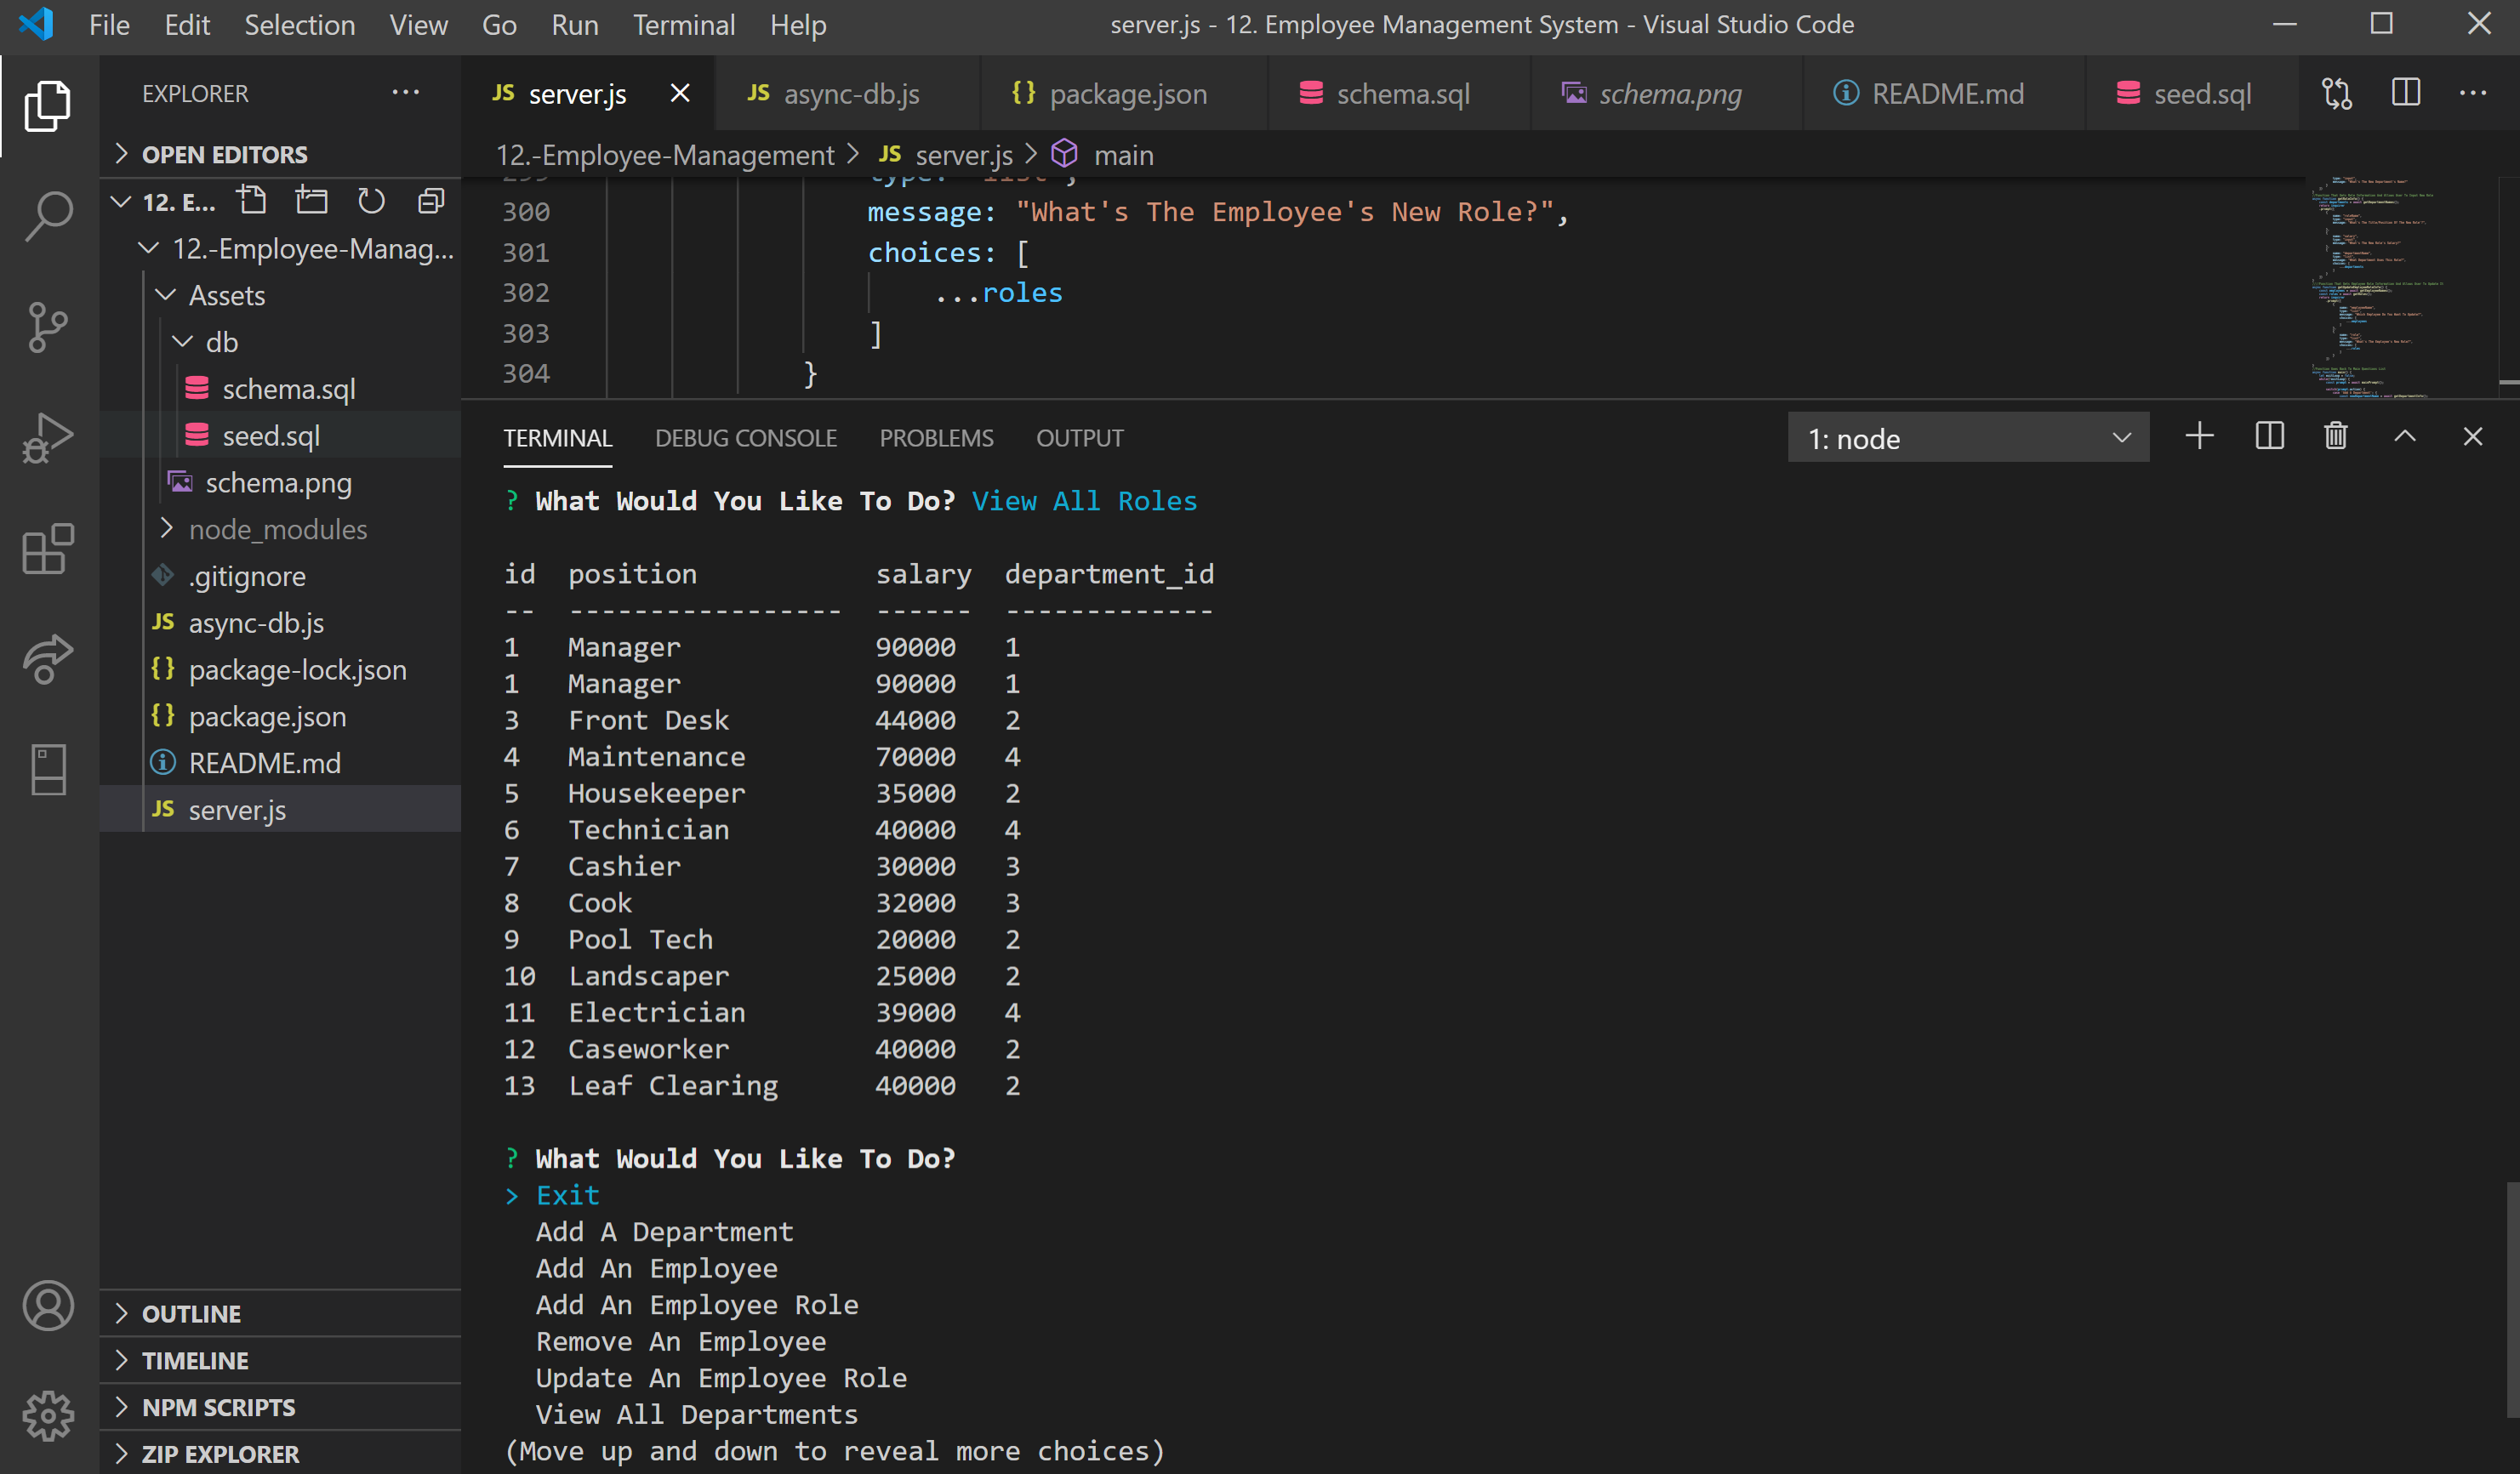 File Edit Selection View Go Run Terminal Help
server.js - 12. Employee Management System - Visual Studio Code
EXPLORER
OPEN EDITORS
12. E...
12.-Employee-Manag...
Assets
db
schema.sql
seed.sql
schema.png
node_modules
.gitignore
JS async-db.js
{} package-lock.json
{} package.json
README.md
JS server.js
OUTLINE
TIMELINE
NPM SCRIPTS
ZIP EXPLORER
JS server.js JS async-db.js {} package.json schema.sql schema.png README.md seed.sql
12.-Employee-Management > JS server.js > main
299 type: "list",
300 message: "What's The Employee's New Role?",
301 choices: [
302 ...roles
303 ]
304 }
TERMINAL DEBUG CONSOLE PROBLEMS OUTPUT 1: node
? What Would You Like To Do? View All Roles
id position salary department_id
-- ----------------- ------ -------------
1 Manager 90000 1
1 Manager 90000 1
3 Front Desk 44000 2
4 Maintenance 70000 4
5 Housekeeper 35000 2
6 Technician 40000 4
7 Cashier 30000 3
8 Cook 32000 3
9 Pool Tech 20000 2
10 Landscaper 25000 2
11 Electrician 39000 4
12 Caseworker 40000 2
13 Leaf Clearing 40000 2
? What Would You Like To Do?
> Exit
Add A Department
Add An Employee
Add An Employee Role
Remove An Employee
Update An Employee Role
View All Departments
(Move up and down to reveal more choices)